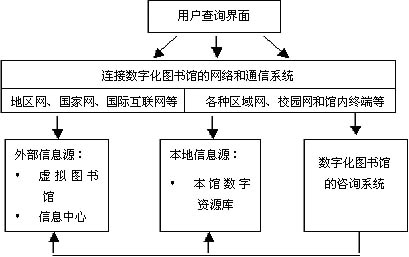 用户查询界面
连接数字化图书馆的网络和通信系统
地区网、国家网、国际互联网等
各种区域网、校园网和馆内终端等
外部信息源：
• 虚拟图书
馆
• 信息中心
本地信息源：
• 本馆数字
资源库
数字化图书馆
的咨询系统